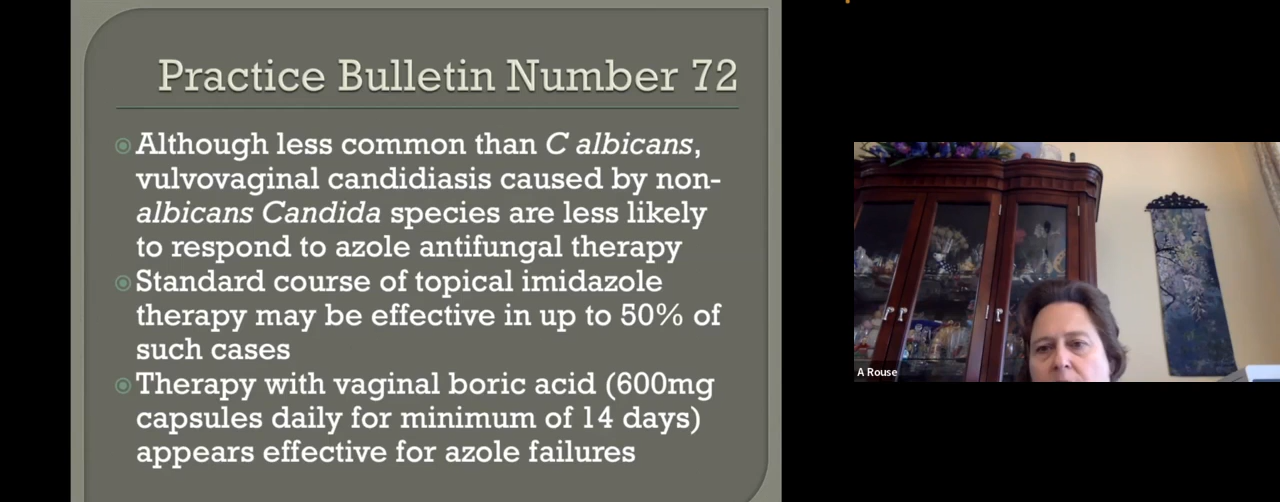 Practice Bulletin Number 72
Although less common than C albicans,
vulvovaginal candidiasis caused by non-
albicans Candida species are less likely
to respond to azole antifungal therapy
Standard course of topical imidazole
therapy may be effective in up to 50% of
such cases
Therapy with vaginal boric acid (600mg
capsules daily for minimum of 14 days)
appears effective for azole failures
A Rouse